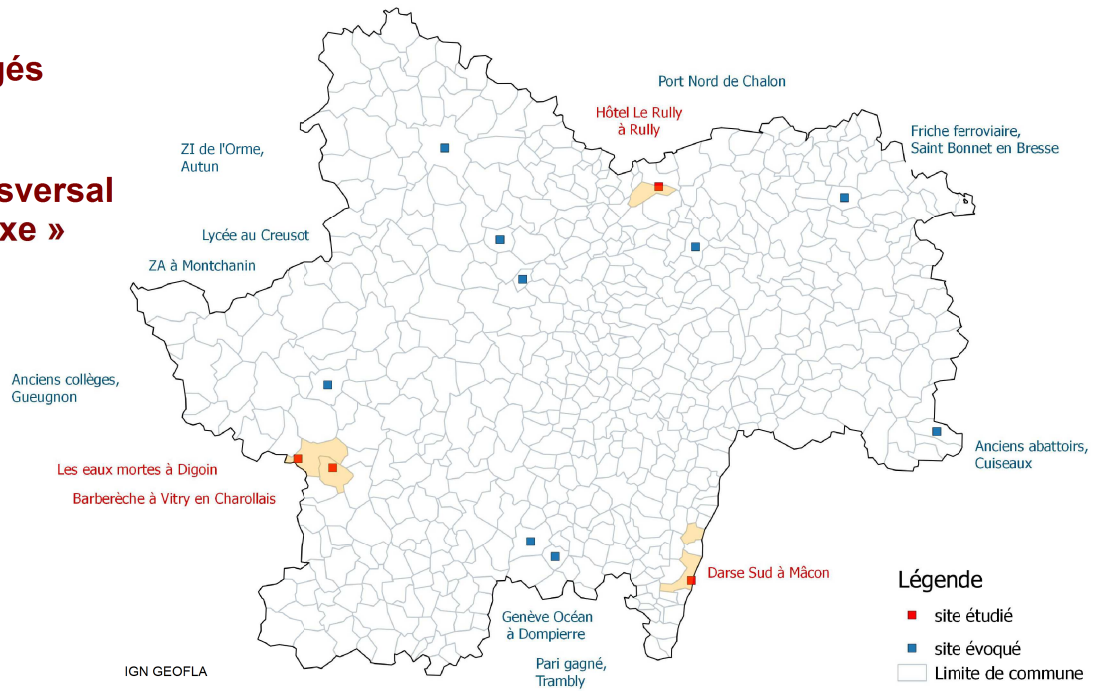 gés
sversal
xe »
Port Nord de Chalon
Hôtel Le Rully
à Rully
Friche ferroviaire,
Saint Bonnet en Bresse
ZI de l'Orme,
Autun
Lycée au Creusot
ZA à Montchanin
Anciens collèges,
Gueugnon
Les eaux mortes à Digoin
Barberèche à Vitry en Charollais
Anciens abattoirs,
Cuiseaux
Darse Sud à Mâcon
Genève Océan
à Dompierre
Pari gagné,
Trambly
Légende
site étudié
site évoqué
Limite de commune
IGN GEOFLA